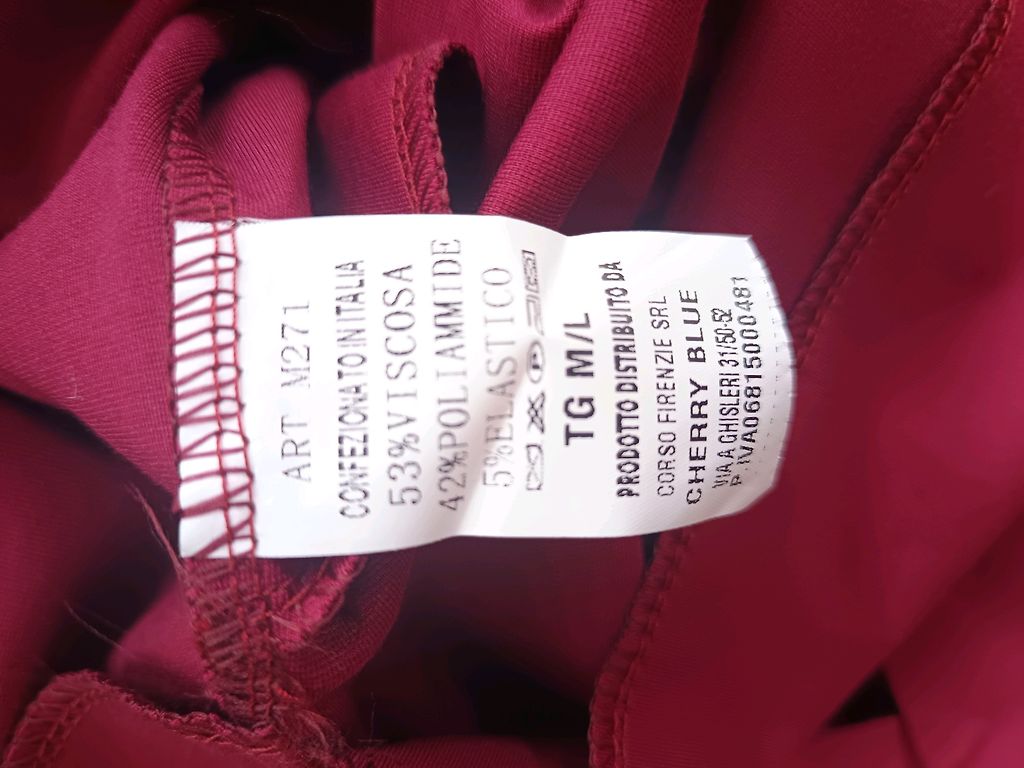 ART M271
CONFEZIONATO IN ITALIA
53%VISCOSA
42%POLIAMMIDE
5%ELASTICO
TG M/L
PRODOTTO DISTRIBUITO DA
CORSO FIRENZIE SRL
CHERRY BLUE
VIA A GHISLERI 31/50-52
P.IVA06815000481